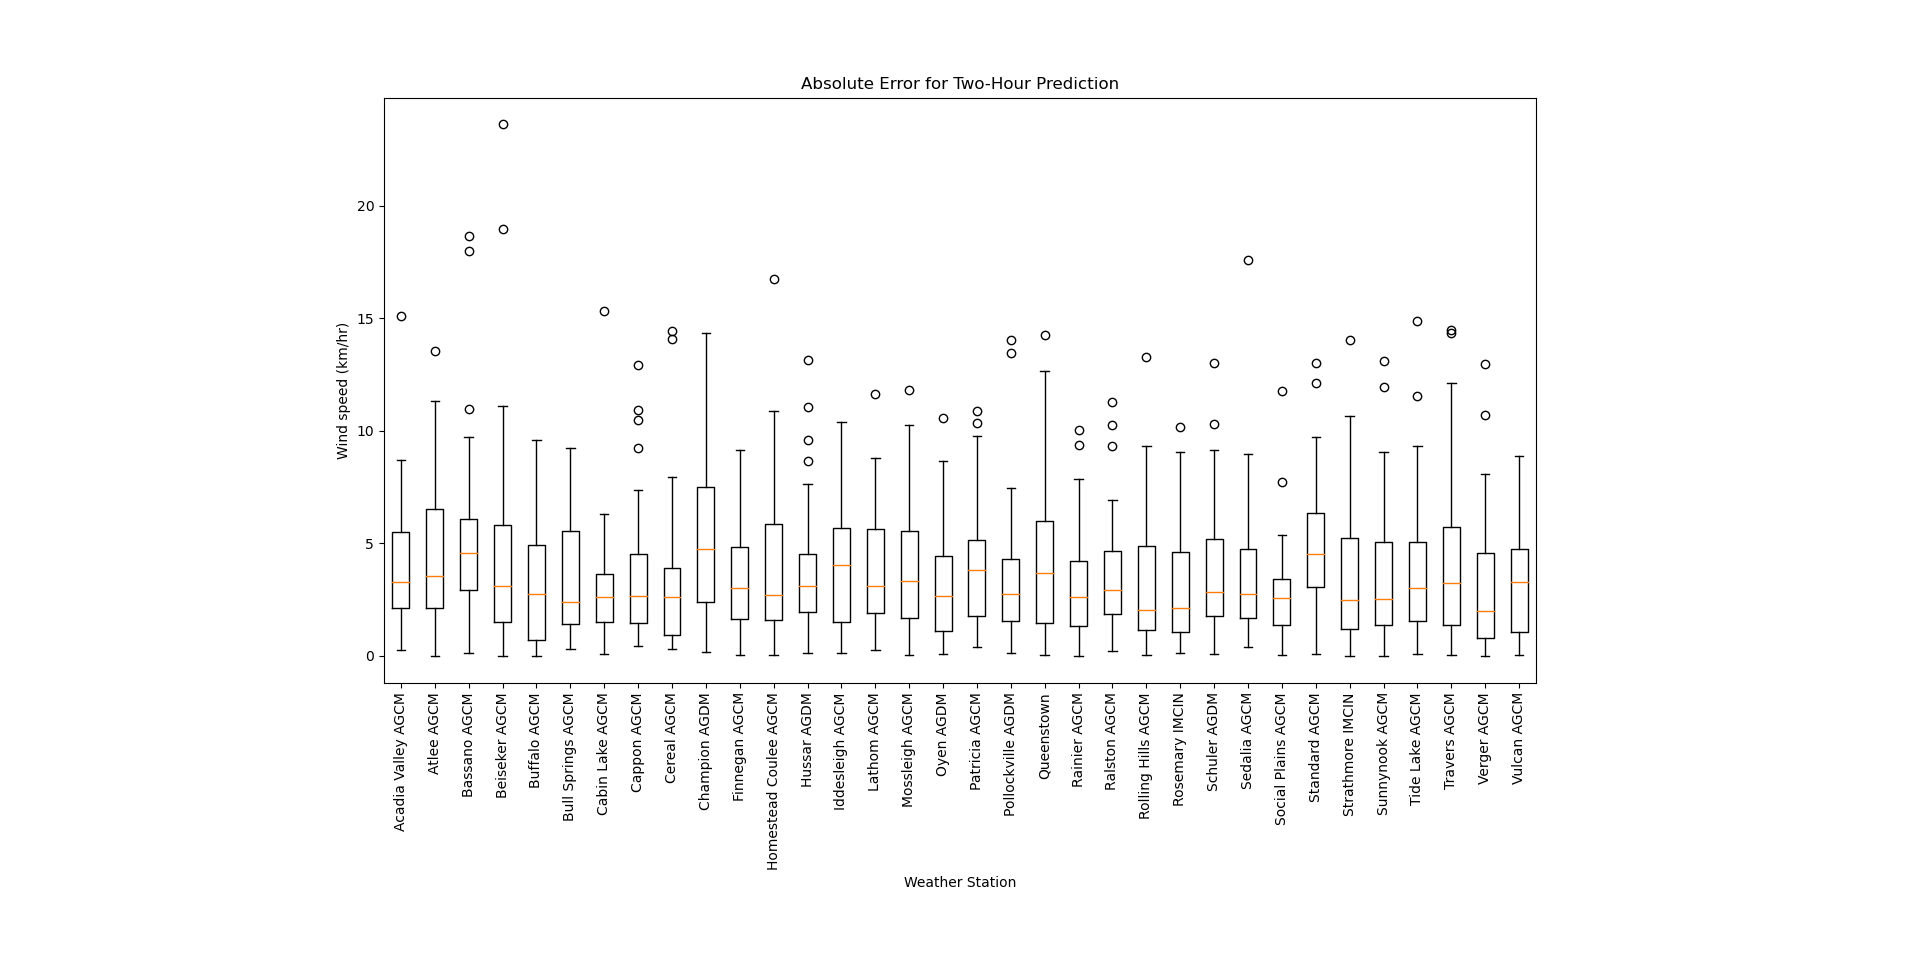 Absolute Error for Two-Hour Prediction
Wind speed (km/hr)
20
15
10
5
0
Acadia Valley AGCM
Atlee AGCM
Bassano AGCM
Beiseker AGCM
Buffalo AGCM
Bull Springs AGCM
Cabin Lake AGCM
Cappon AGCM
Cereal AGCM
Champion AGDM
Finnegan AGCM
Homestead Coulee AGCM
Hussar AGDM
Iddesleigh AGCM
Lathom AGCM
Mossleigh AGCM
Oyen AGDM
Patricia AGCM
Pollockville AGDM
Queenstown
Rainier AGCM
Ralston AGCM
Rolling Hills AGCM
Rosemary IMCIN
Schuler AGDM
Sedalia AGCM
Social Plains AGCM
Standard AGCM
Strathmore IMCIN
Sunnynook AGCM
Tide Lake AGCM
Travers AGCM
Verger AGCM
Vulcan AGCM
Weather Station